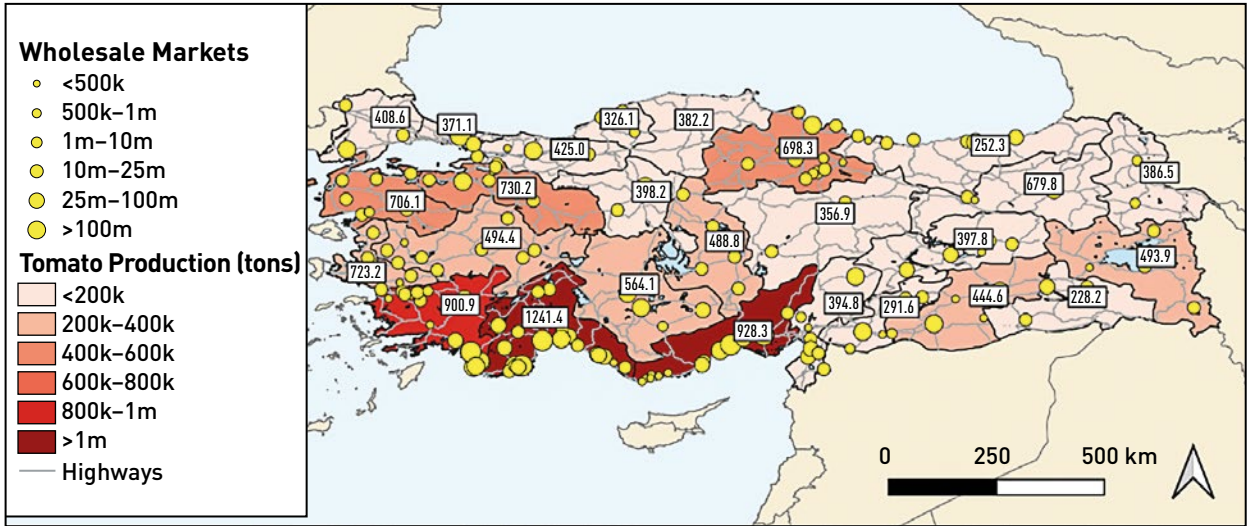 Wholesale Markets
<500k
500k–1m
1m–10m
10m–25m
25m–100m
>100m
Tomato Production (tons)
<200k
200k–400k
400k–600k
600k–800k
800k–1m
>1m
Highways
408.6
371.1
326.1
382.2
425.0
698.3
252.3
386.5
679.8
730.2
706.1
398.2
356.9
494.4
488.8
397.8
493.9
723.2
564.1
900.9
1241.4
928.3
394.8
291.6
444.6
228.2
0 250 500 km